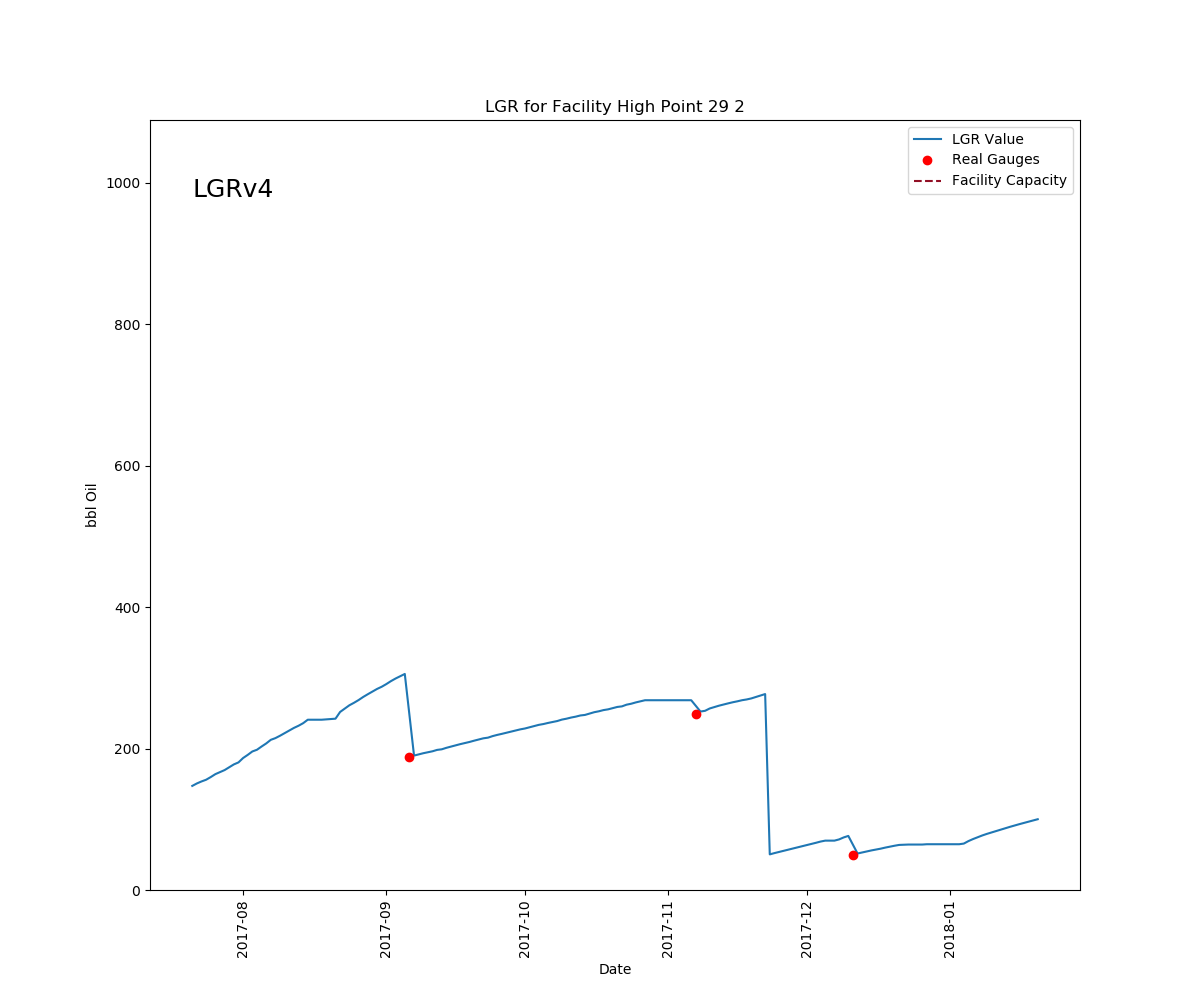 LGR for Facility High Point 29 2
LGRv4
LGR Value
Real Gauges
Facility Capacity
bbl Oil
1000
800
600
400
200
0
2017-08
2017-09
2017-10
2017-11
2017-12
2018-01
Date